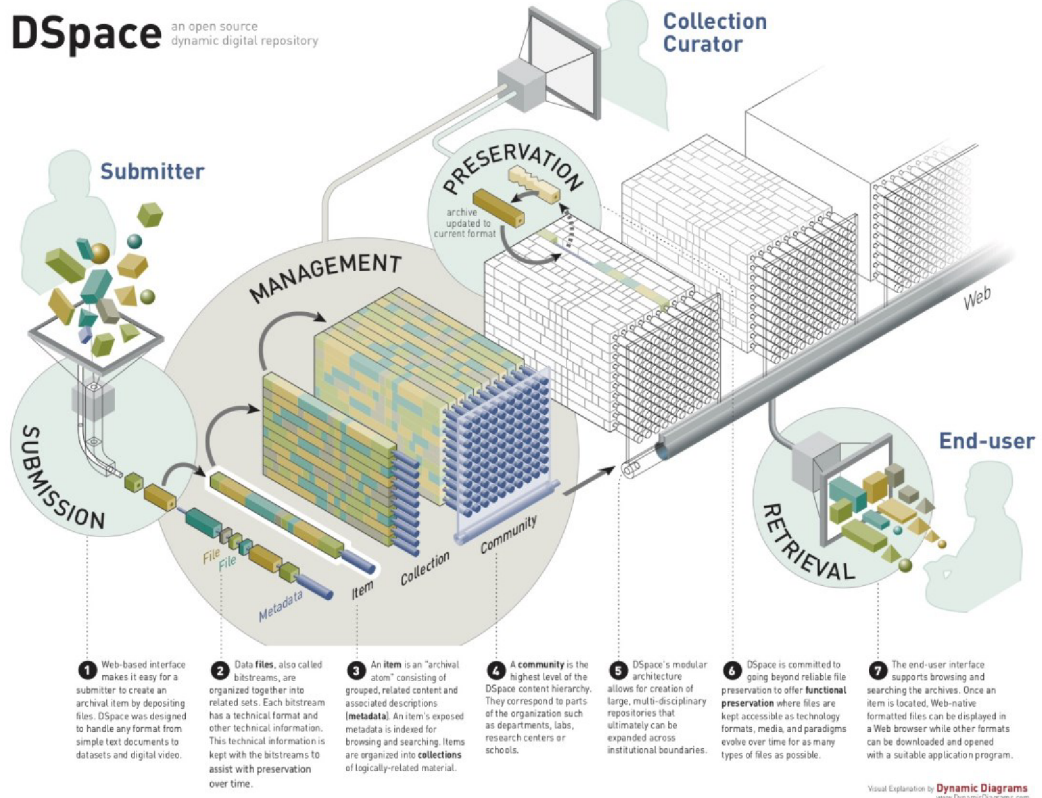 DSpace
an open source
dynamic digital repository
Collection
Curator
Submitter
PRESERVATION
archive
updated to
current format
MANAGEMENT
Web
SUBMISSION
End-user
RETRIEVAL
File
File
Metadata
Item
Collection
Community
1 Web-based interface
makes it easy for a
submitter to create an
archival item by depositing
files. DSpace was designed
to handle any format from
simple text documents to
datasets and digital video.
2 Data files, also called
bitstreams, are
organized together into
related sets. Each bitstream
has a technical format and
other technical information.
This technical information is
kept with the bitstreams to
assist with preservation
over time.
3 An item is an "archival
atom" consisting of
grouped, related content and
associated descriptions
(metadata). An item's exposed
metadata is indexed for
browsing and searching. Items
are organized into collections
of logically-related material.
4 A community is the
highest level of the
DSpace content hierarchy.
They correspond to parts
of the organization such
as departments, labs,
research centers or
schools.
5 DSpace's modular
architecture
allows for creation of
large, multi-disciplinary
repositories that
ultimately can be
expanded across
institutional boundaries.
6 DSpace is committed to
going beyond reliable file
preservation to offer functional
preservation where files are
kept accessible as technology
formats, media, and paradigms
evolve over time for as many
types of files as possible.
7 The end-user interface
supports browsing and
searching the archives. Once an
item is located, Web-native
formatted files can be displayed
in a Web browser while other formats
can be downloaded and opened
with a suitable application program.
Visual Explanation by Dynamic Diagrams
www.DynamicDiagrams.com